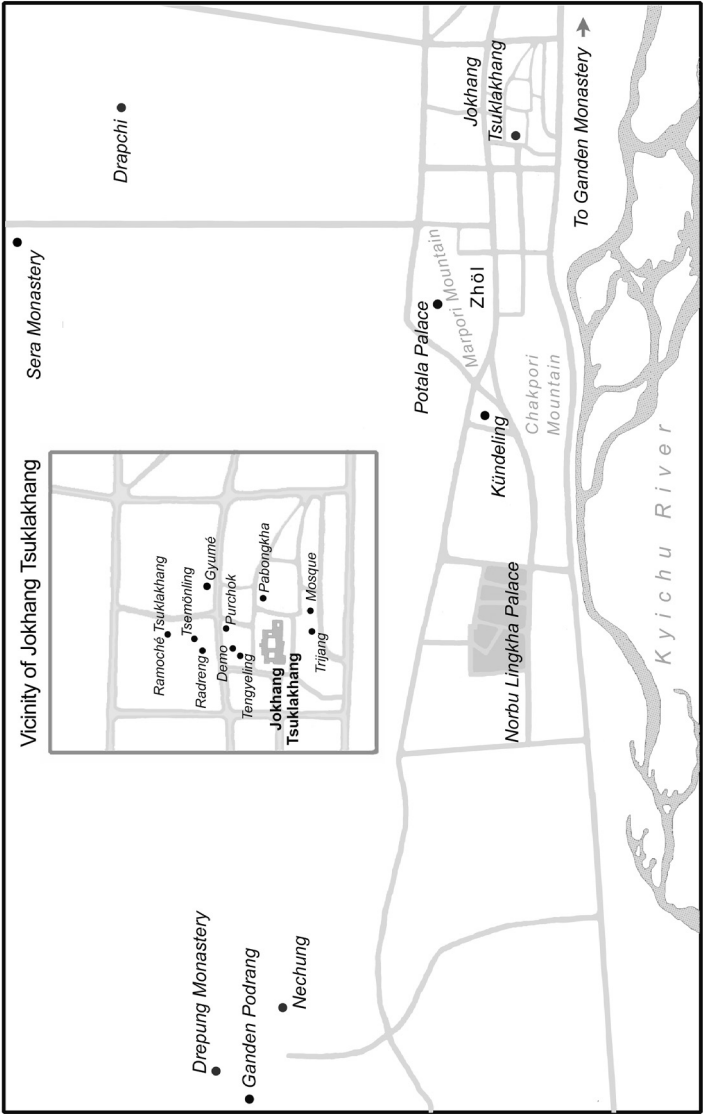 Vicinity of Jokhang Tsuklakhang
Sera Monastery
Drapchi
Ramoché Tsuklakhang
Tsemönling
Radreng
Gyumé
Demo
Purchok
Tengyeling
Pabongkha
Jokhang
Tsuklakhang
Mosque
Trijang
Drepung Monastery
Ganden Podrang
Nechung
Potala Palace
Marpori Mountain
Zhöl
Jokhang
Tsuklakhang
Kündeling
Norbu Lingkha Palace
Chakpori
Mountain
To Ganden Monastery
Kyichu River